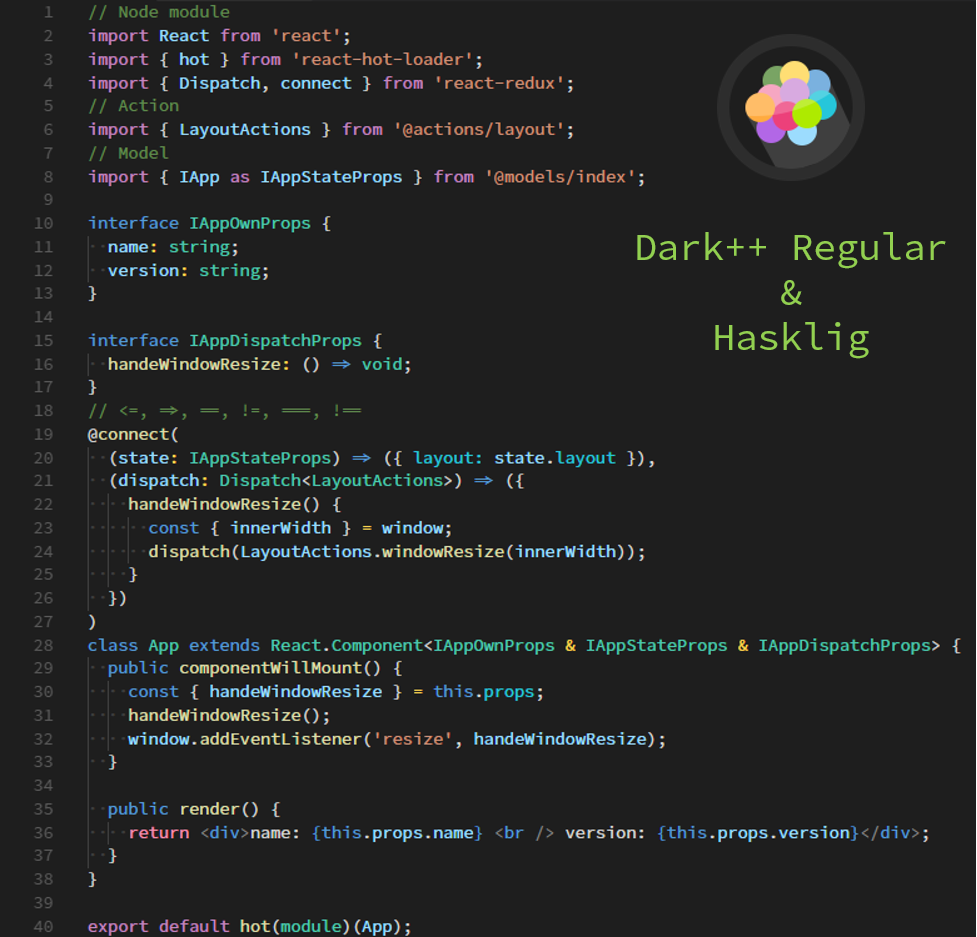 1 // Node module
2 import React from 'react';
3 import { hot } from 'react-hot-loader';
4 import { Dispatch, connect } from 'react-redux';
5 // Action
6 import { LayoutActions } from '@actions/layout';
7 // Model
8 import { IApp as IAppStateProps } from '@models/index';
9
10 interface IAppOwnProps {
11   name: string;
12   version: string;
13 }
14
15 interface IAppDispatchProps {
16   handeWindowResize: () => void;
17 }
18 // <=, =>, ==, !=, ===, !==
19 @connect(
20   (state: IAppStateProps) => ({ layout: state.layout }),
21   (dispatch: Dispatch<LayoutActions>) => ({
22     handeWindowResize() {
23       const { innerWidth } = window;
24       dispatch(LayoutActions.windowResize(innerWidth));
25     }
26   })
27 )
28 class App extends React.Component<IAppOwnProps & IAppStateProps & IAppDispatchProps> {
29   public componentWillMount() {
30     const { handeWindowResize } = this.props;
31     handeWindowResize();
32     window.addEventListener('resize', handeWindowResize);
33   }
34
35   public render() {
36     return <div>name: {this.props.name} <br /> version: {this.props.version}</div>;
37   }
38 }
39
40 export default hot(module)(App);
Dark++ Regular
&
Hasklig